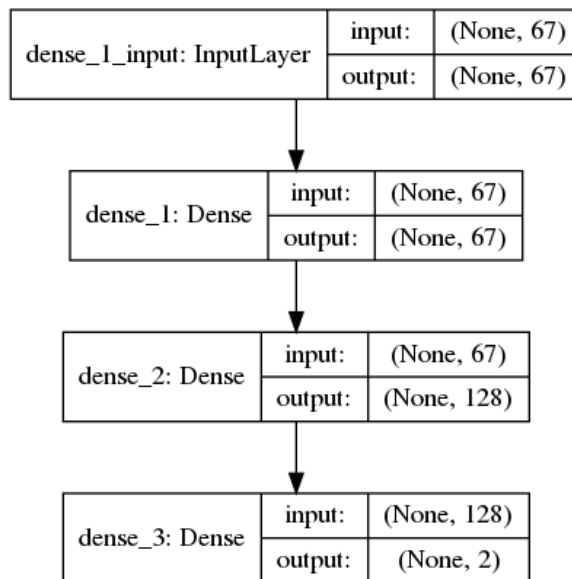 dense_1_input: InputLayer
input: (None, 67)
output: (None, 67)
dense_1: Dense
input: (None, 67)
output: (None, 67)
dense_2: Dense
input: (None, 67)
output: (None, 128)
dense_3: Dense
input: (None, 128)
output: (None, 2)